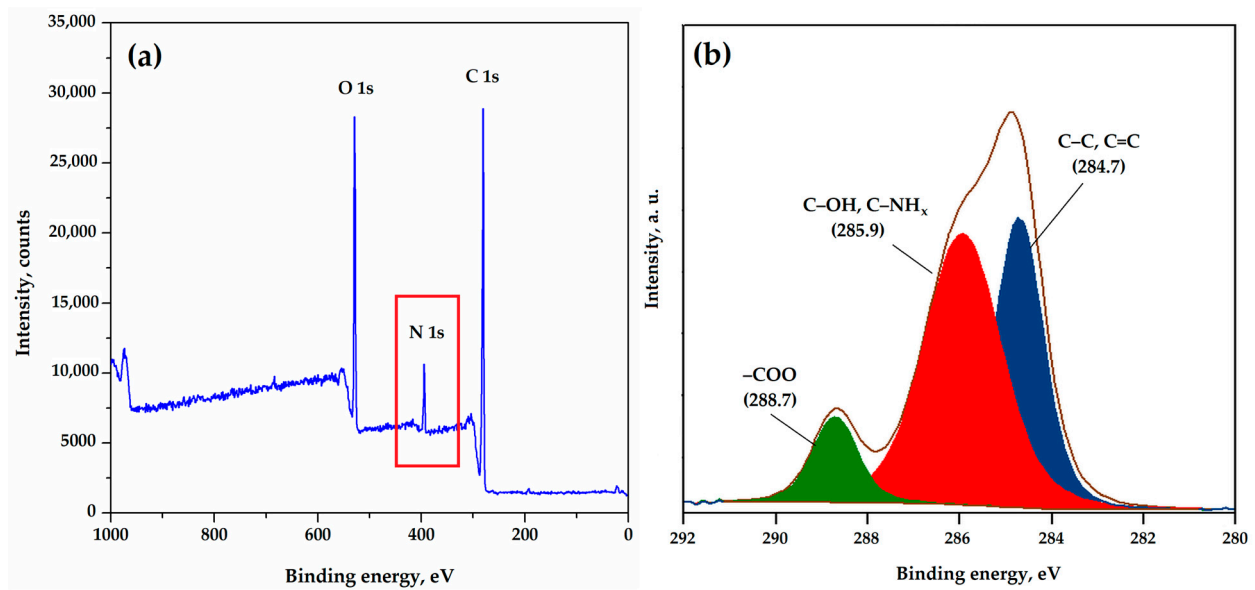 (a)
35,000
30,000
25,000
20,000
15,000
10,000
5000
0
Intensity, counts
O 1s
C 1s
N 1s
1000
800
600
400
200
0
Binding energy, eV
(b)
Intensity, a. u.
C–C, C=C
(284.7)
C–OH, C–NHₓ
(285.9)
–COO
(288.7)
292
290
288
286
284
282
280
Binding energy, eV